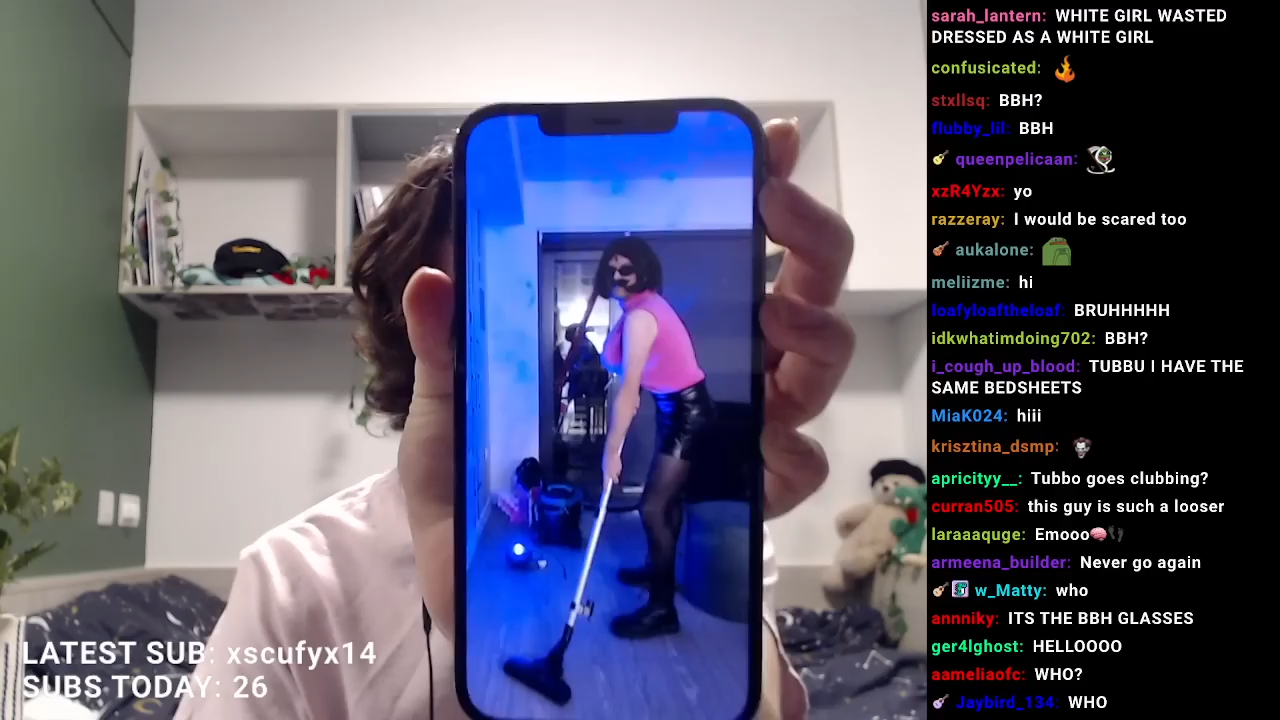 sarah_lantern: WHITE GIRL WASTED
DRESSED AS A WHITE GIRL
confusicated:
stxllsq: BBH?
flubby_lil: BBH
queenpelicaan:
xzR4Yzx: yo
razzeray: I would be scared too
aukalone:
meliizme: hi
loafyloaftheloaf: BRUHHHHH
idkwhatimdoing702: BBH?
i_cough_up_blood: TUBBU I HAVE THE
SAME BEDSHEETS
MiaK024: hiii
krisztina_dsmp:
apricityy__: Tubbo goes clubbing?
curran505: this guy is such a looser
laraaaquge: Emooo🧠👣
armeena_builder: Never go again
w_Matty: who
annniky: ITS THE BBH GLASSES
ger4lghost: HELLOOOO
aameliaofc: WHO?
Jaybird_134: WHO
LATEST SUB: xscufyx14
SUBS TODAY: 26